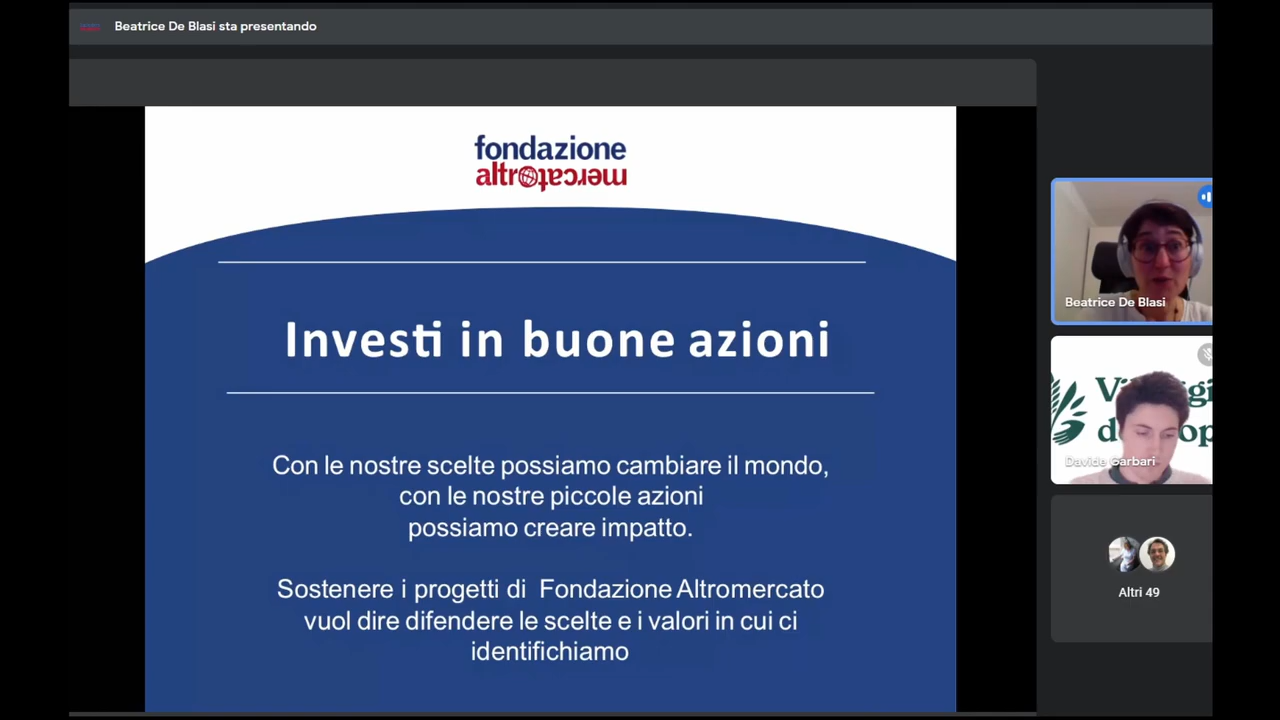 Beatrice De Blasi sta presentando
fondazione
altromercato
Investi in buone azioni
Con le nostre scelte possiamo cambiare il mondo,
con le nostre piccole azioni
possiamo creare impatto.
Sostenere i progetti di Fondazione Altromercato
vuol dire difendere le scelte e i valori in cui ci
identifichiamo
Beatrice De Blasi
Davide Garbari
Altri 49